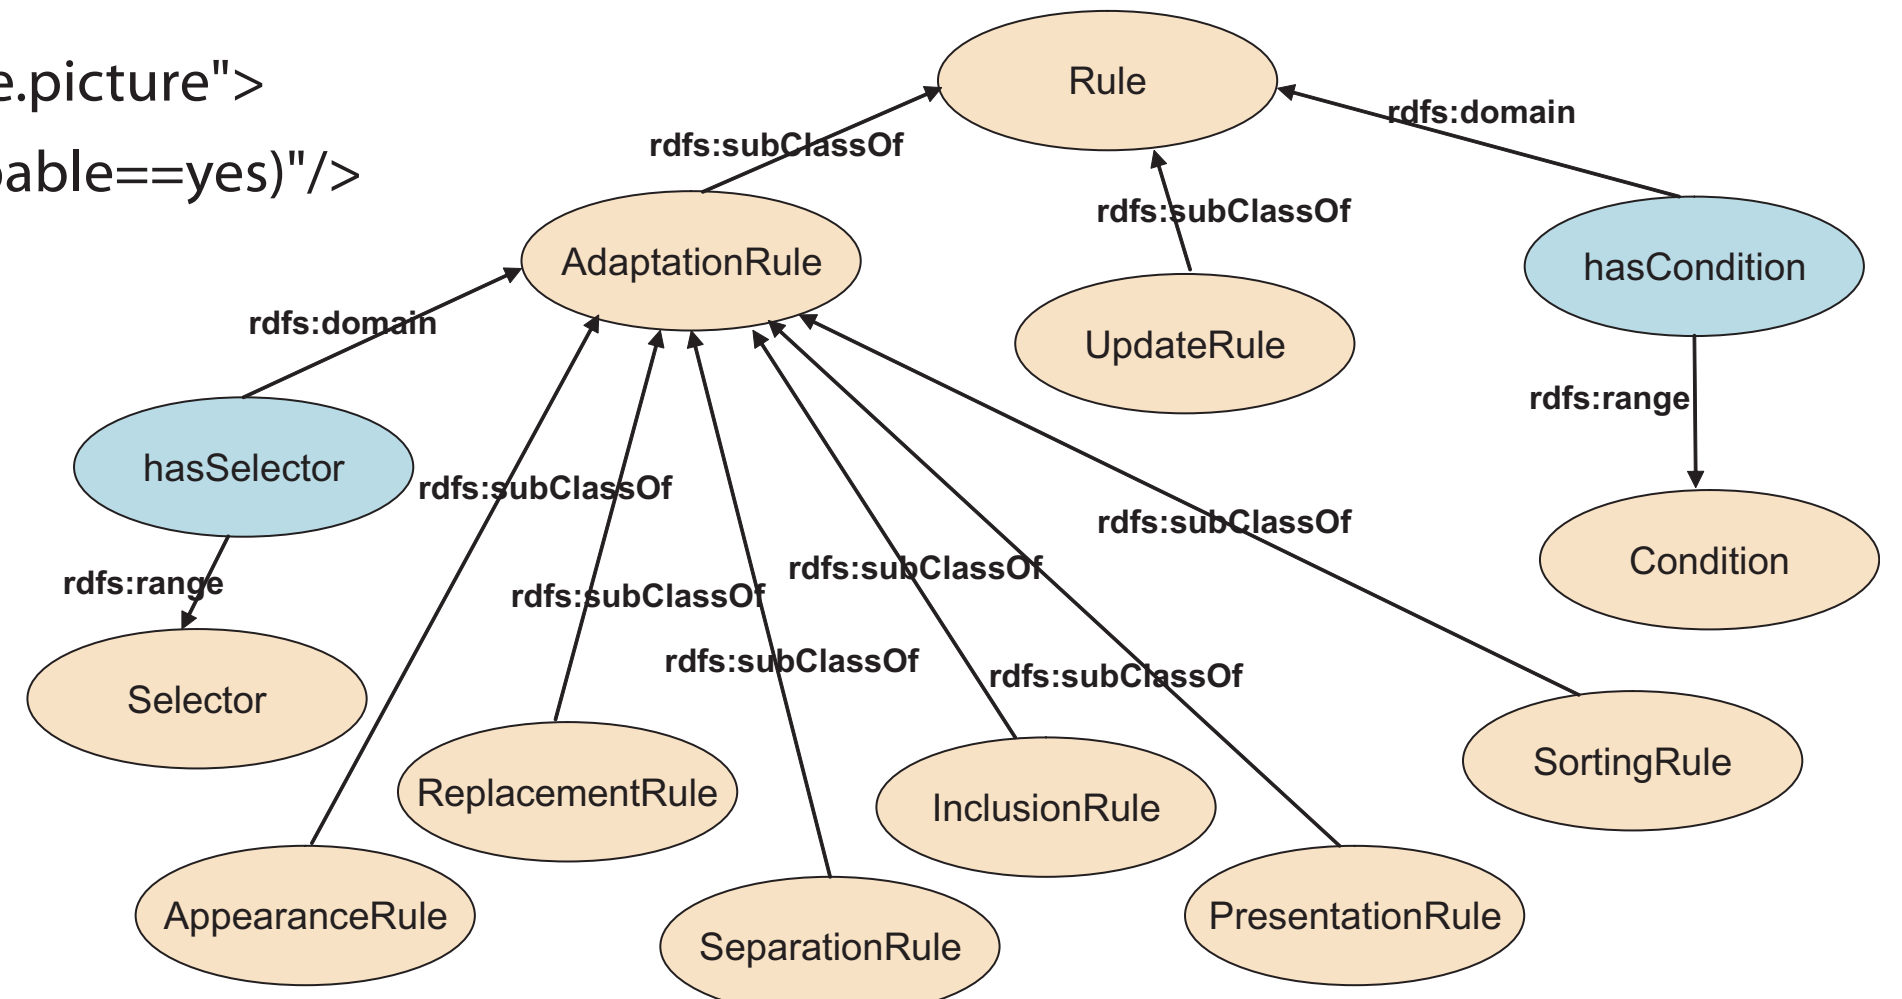 e.picture">
able==yes)"/>
Rule
rdfs:domain
rdfs:subClassOf
rdfs:subClassOf
AdaptationRule
hasCondition
UpdateRule
rdfs:domain
rdfs:range
hasSelector
rdfs:subClassOf
rdfs:subClassOf
Condition
rdfs:range
rdfs:subClassOf
rdfs:subClassOf
rdfs:subClassOf
rdfs:subClassOf
Selector
SortingRule
ReplacementRule
InclusionRule
AppearanceRule
PresentationRule
SeparationRule